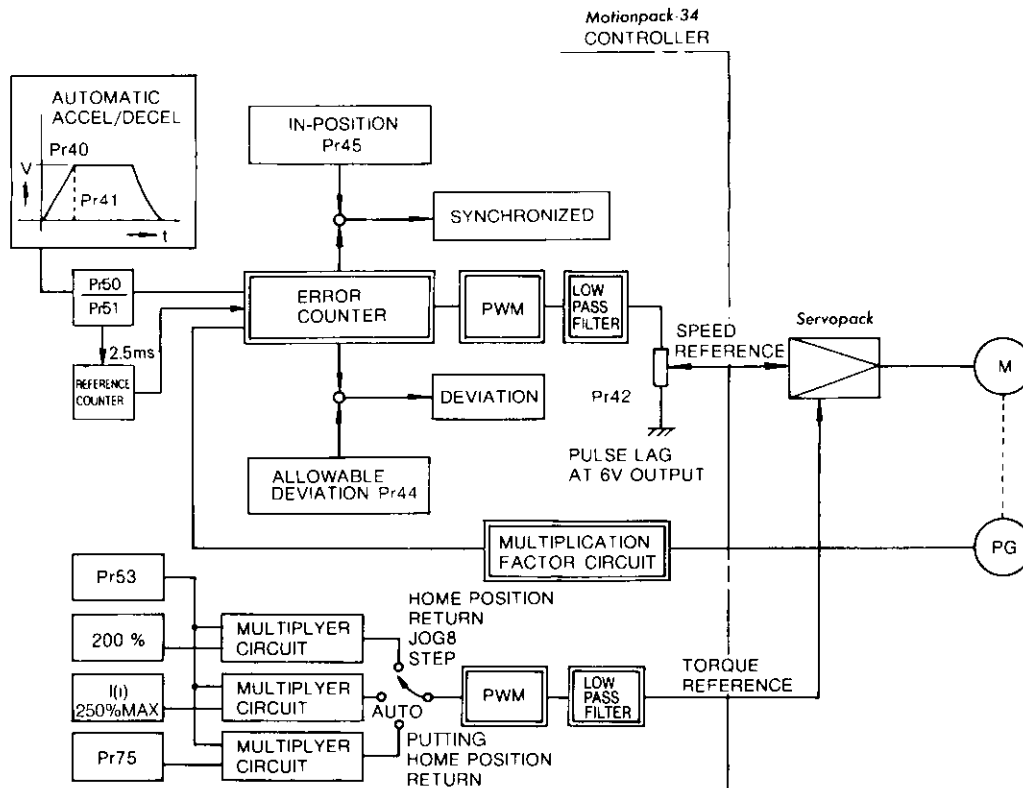 Motionpack-34
CONTROLLER
AUTOMATIC
ACCEL/DECEL
Pr40
V
Pr41
t
IN-POSITION
Pr45
SYNCHRONIZED
Pr50
Pr51
2.5ms
REFERENCE
COUNTER
ERROR
COUNTER
PWM
LOW
PASS
FILTER
SPEED
REFERENCE
Servopack
M
Pr42
DEVIATION
PULSE LAG
AT 6V OUTPUT
ALLOWABLE
DEVIATION Pr44
MULTIPLICATION
FACTOR CIRCUIT
PG
Pr53
200 %
I(i)
250%MAX
Pr75
MULTIPLYER
CIRCUIT
MULTIPLYER
CIRCUIT
MULTIPLYER
CIRCUIT
HOME POSITION
RETURN
JOG8
STEP
AUTO
PUTTING
HOME POSITION
RETURN
PWM
LOW
PASS
FILTER
TORQUE
REFERENCE